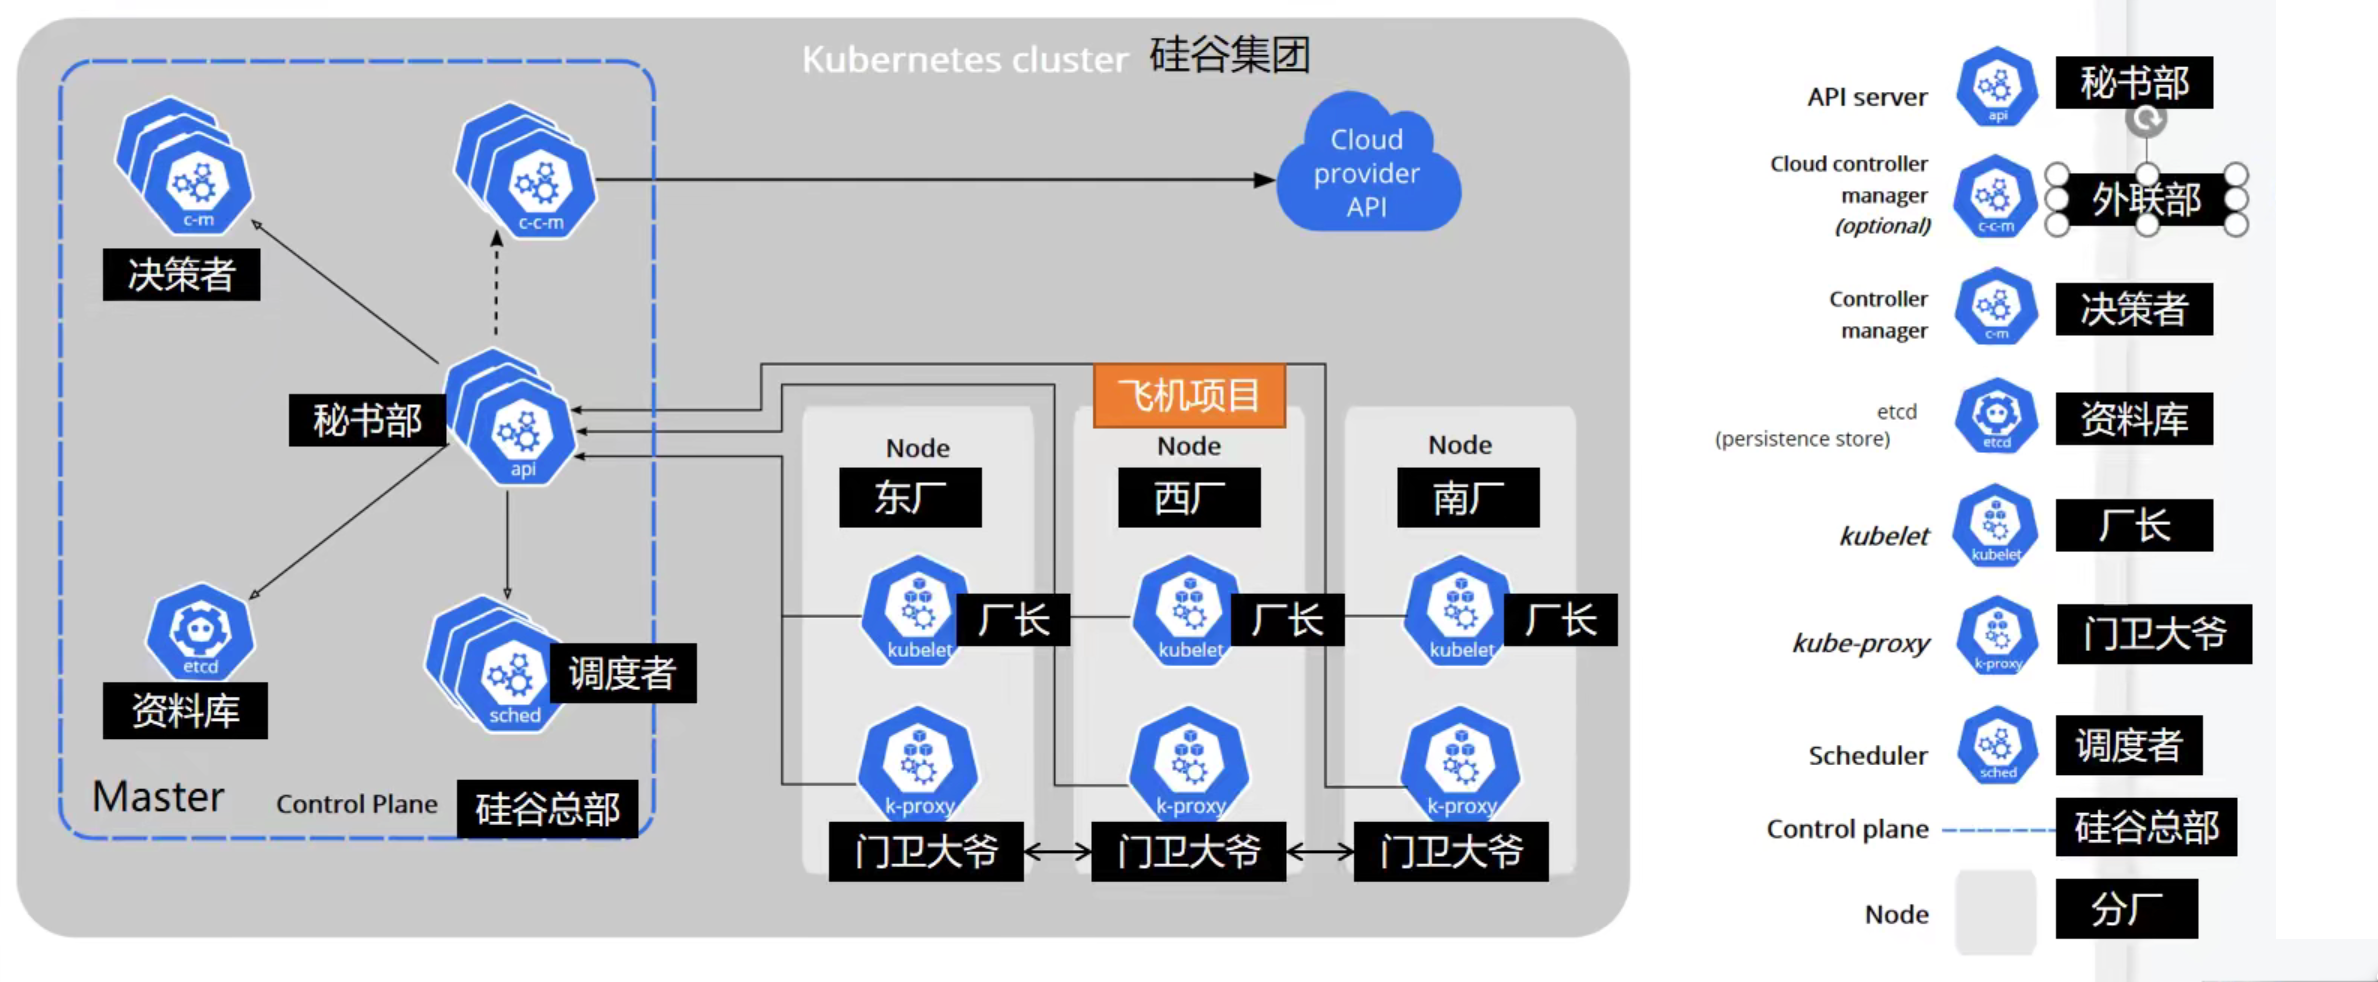 Kubernetes cluster 硅谷集团
c-m
决策者
c-c-m
Cloud
provider
API
秘书部
api
飞机项目
etcd
资料库
sched
调度者
Master
Control Plane
硅谷总部
Node
东厂
kubelet
厂长
k-proxy
门卫大爷
Node
西厂
kubelet
厂长
k-proxy
门卫大爷
Node
南厂
kubelet
厂长
k-proxy
门卫大爷
API server
api
秘书部
Cloud controller
manager
(optional)
c-c-m
外联部
Controller
manager
c-m
决策者
etcd
(persistence store)
etcd
资料库
kubelet
kubelet
厂长
kube-proxy
k-proxy
门卫大爷
Scheduler
sched
调度者
Control plane
硅谷总部
Node
分厂